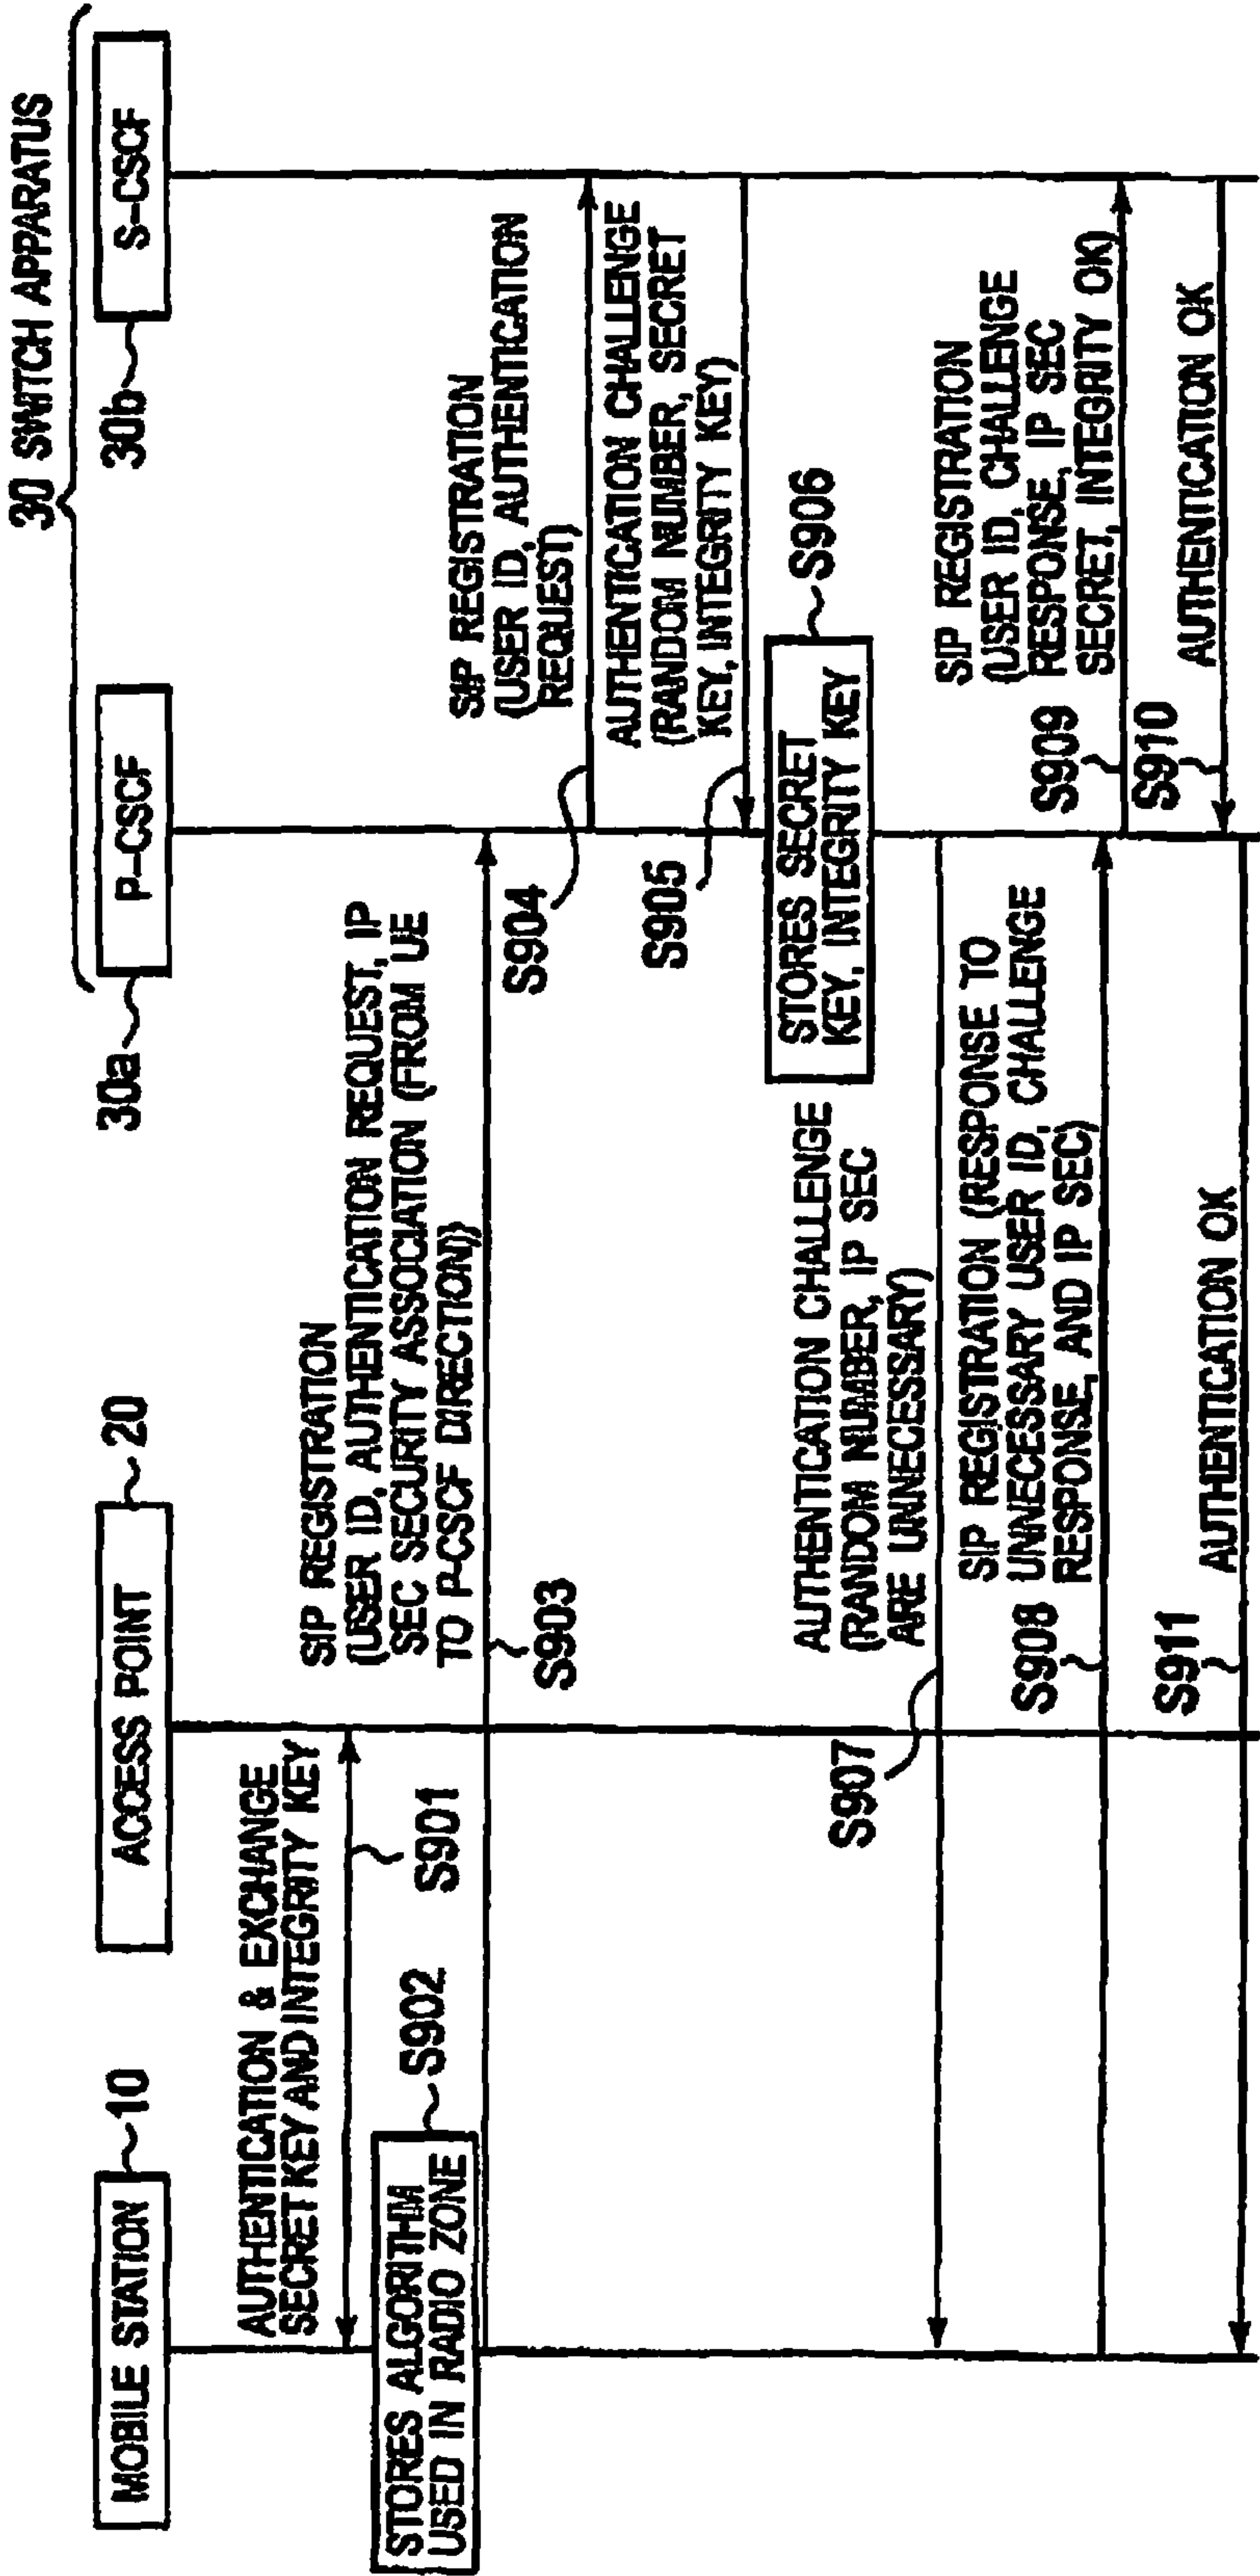 30 SWITCH APPARATUS
MOBILE STATION
10
ACCESS POINT
20
30a
P-CSCF
30b
S-CSCF
AUTHENTICATION & EXCHANGE
SECRET KEY AND INTEGRITY KEY
S901
STORES ALGORITHM
USED IN RADIO ZONE
S902
SIP REGISTRATION
(USER ID, AUTHENTICATION REQUEST, IP
SEC SECURITY ASSOCIATION (FROM UE
TO P-CSCF DIRECTION))
S903
SIP REGISTRATION
(USER ID, AUTHENTICATION
REQUEST)
S904
AUTHENTICATION CHALLENGE
(RANDOM NUMBER, SECRET
KEY, INTEGRITY KEY)
S905
STORES SECRET
KEY, INTEGRITY KEY
S906
AUTHENTICATION CHALLENGE
(RANDOM NUMBER, IP SEC
ARE UNNECESSARY)
S907
SIP REGISTRATION (RESPONSE TO
UNNECESSARY USER ID, CHALLENGE
RESPONSE, AND IP SEC)
S908
SIP REGISTRATION
(USER ID, CHALLENGE
RESPONSE, IP SEC
SECRET, INTEGRITY OK)
S909
AUTHENTICATION OK
S910
AUTHENTICATION OK
S911